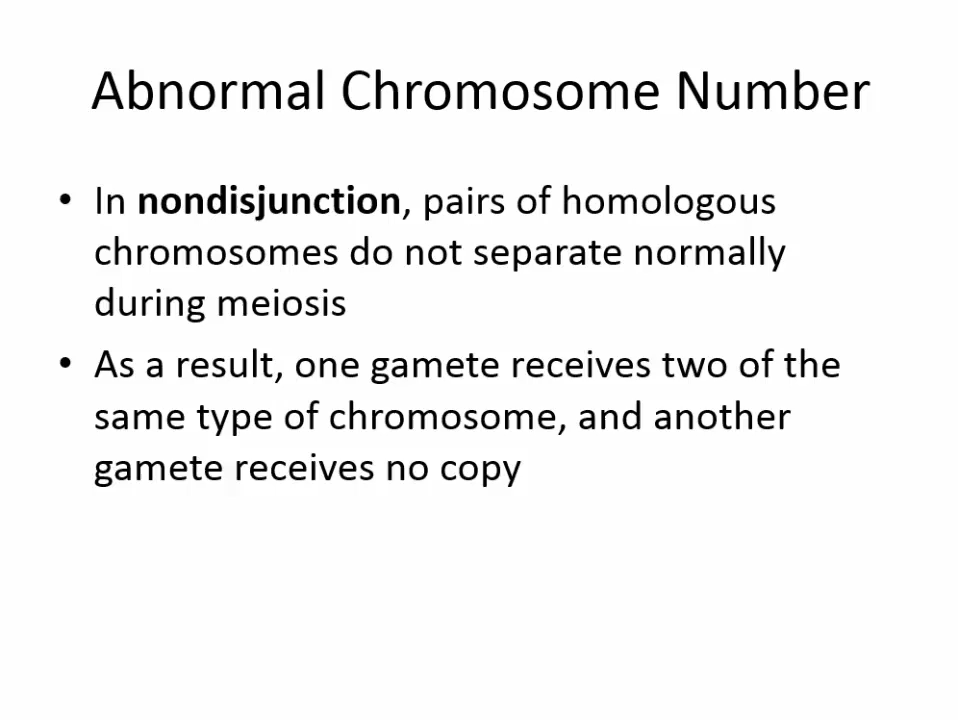 Abnormal Chromosome Number
• In nondisjunction, pairs of homologous
chromosomes do not separate normally
during meiosis
• As a result, one gamete receives two of the
same type of chromosome, and another
gamete receives no copy